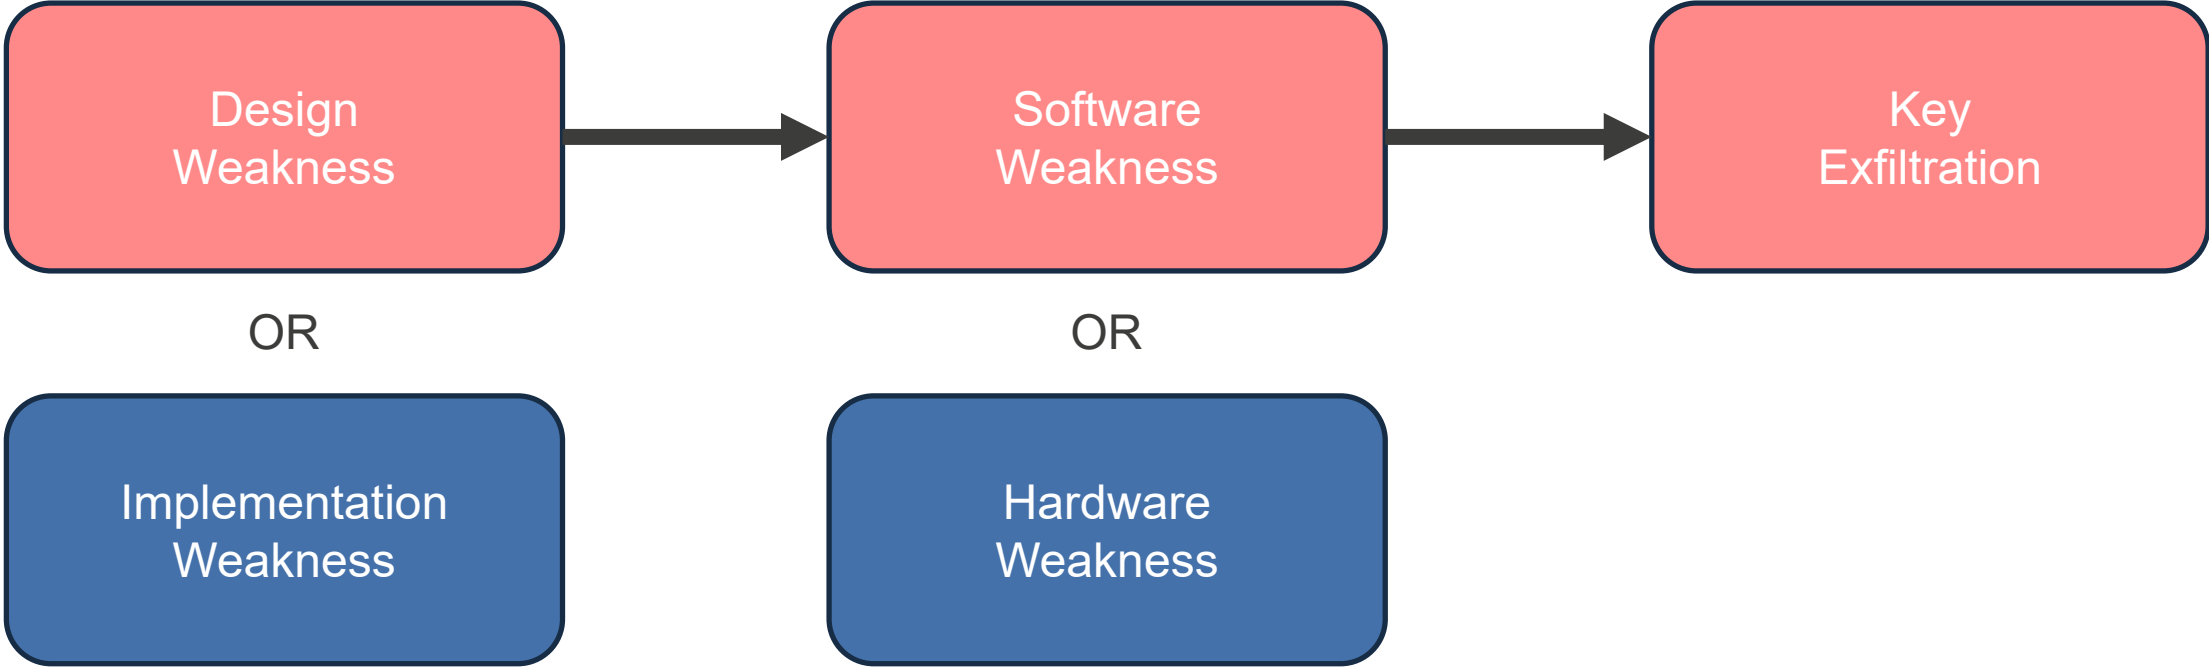 Design
Weakness
Software
Weakness
Key
Exfiltration
OR
OR
Implementation
Weakness
Hardware
Weakness